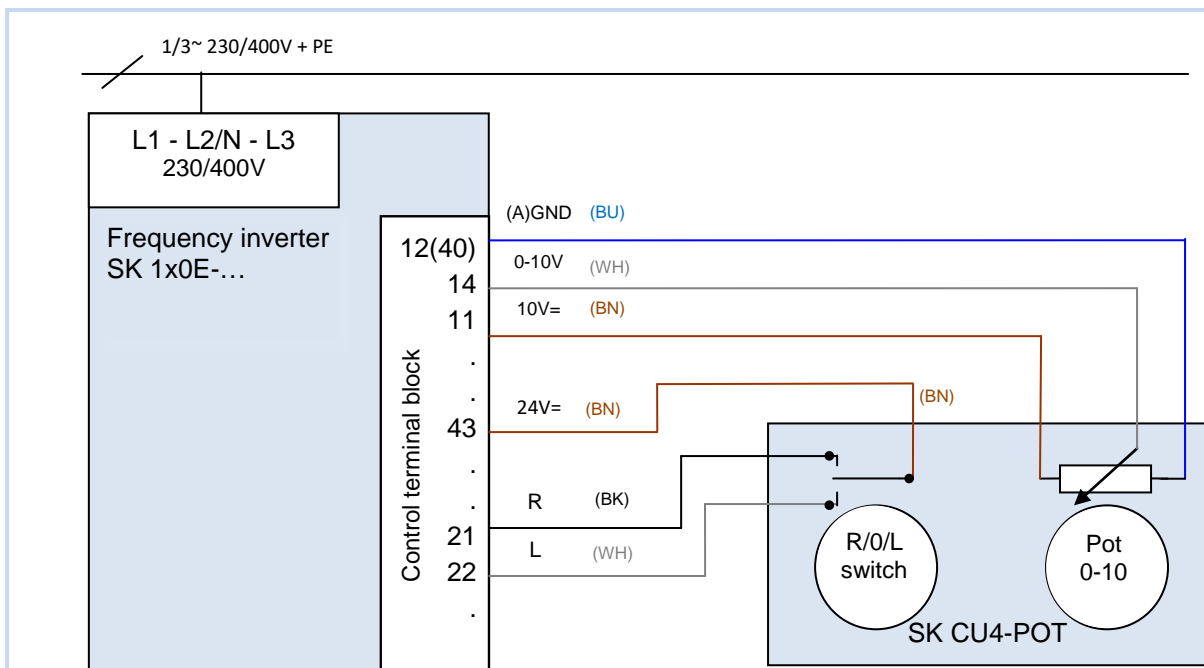 1/3~ 230/400V + PE
L1 - L2/N - L3
230/400V
Frequency inverter
SK 1x0E-…
Control terminal block
(A)GND (BU)
12(40)
0-10V (WH)
14
10V= (BN)
11
.
.
24V= (BN)
(BN)
43
.
.
R (BK)
21
L (WH)
22
.
R/0/L
switch
Pot
0-10
SK CU4-POT